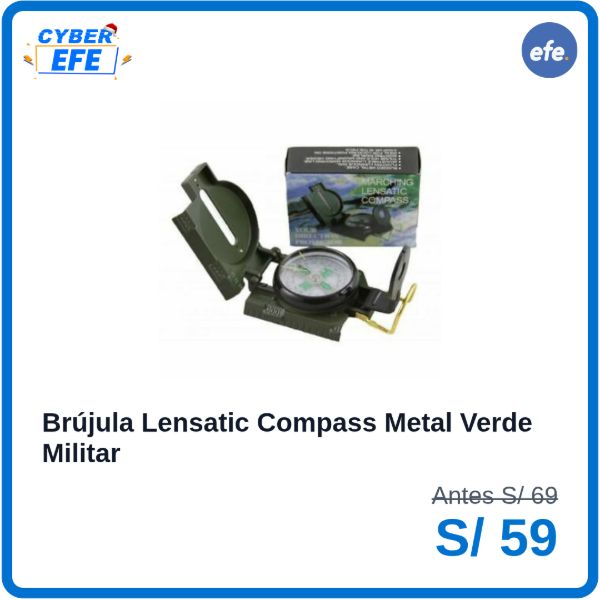 CYBER
EFE
efe.
MARCHING
LENSATIC
COMPASS
Brújula Lensatic Compass Metal Verde
Militar
Antes S/ 69
S/ 59